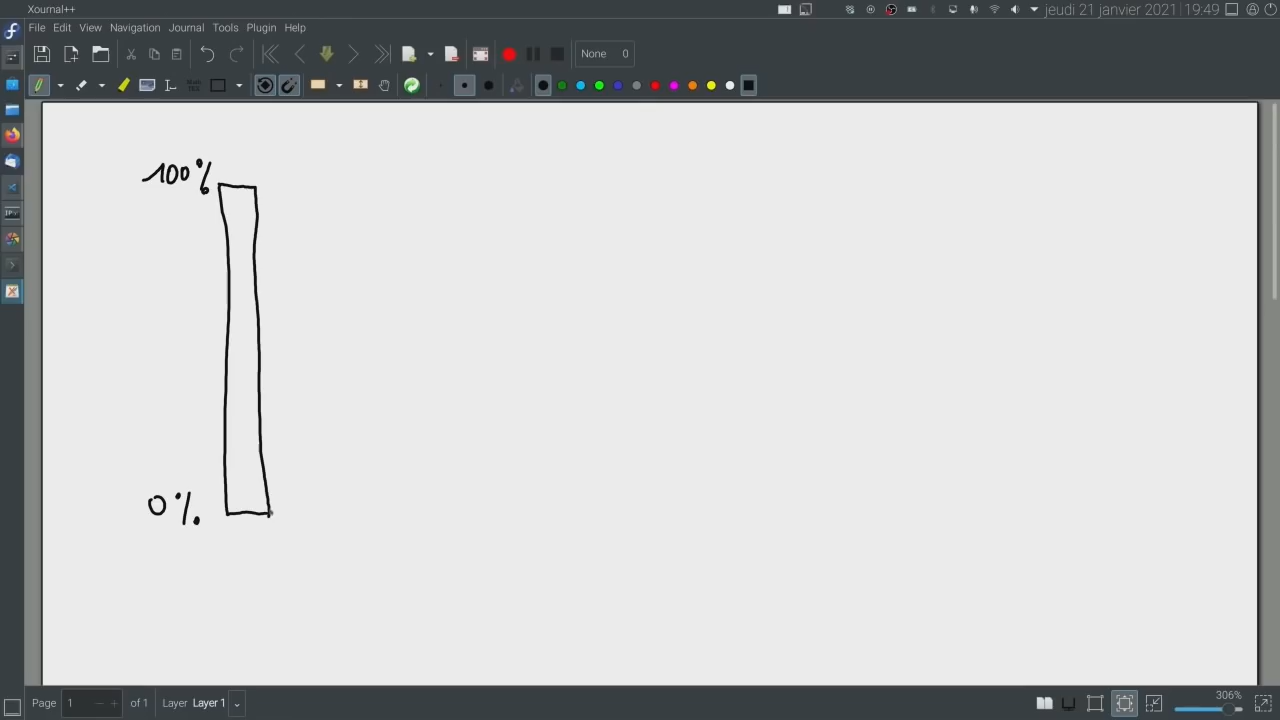 Xournal++
jeudi 21 janvier 2021 | 19:49
File Edit View Navigation Journal Tools Plugin Help
None 0
100%
0%
Page 1 of 1 Layer Layer 1
306%